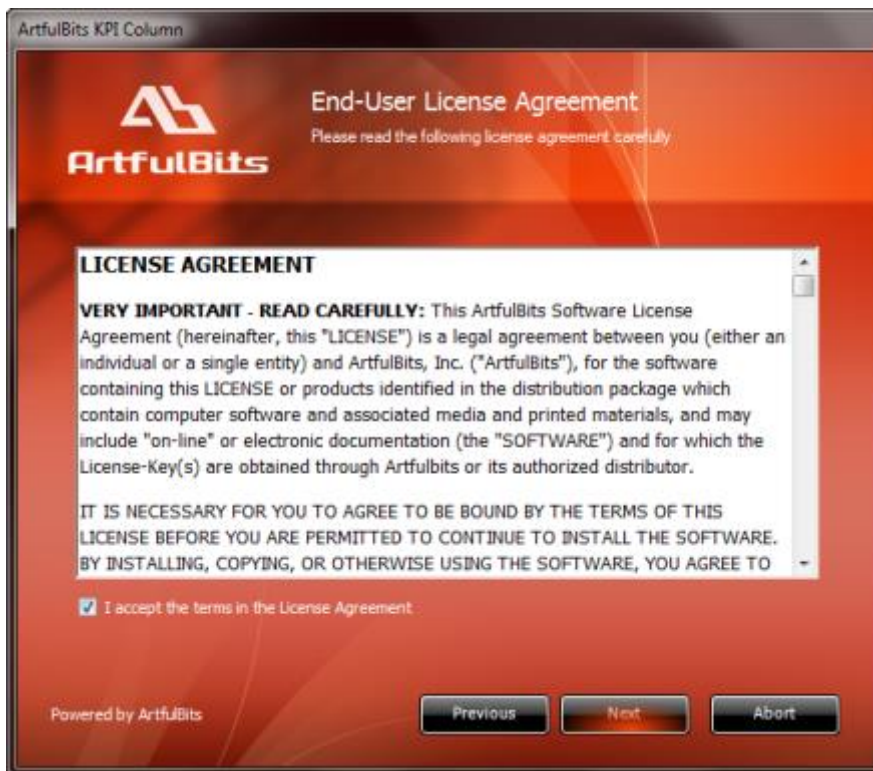 ArtfulBits KPI Column
ArtfulBits
End-User License Agreement
Please read the following license agreement carefully
LICENSE AGREEMENT
VERY IMPORTANT - READ CAREFULLY: This ArtfulBits Software License
Agreement (hereinafter, this "LICENSE") is a legal agreement between you (either an
individual or a single entity) and ArtfulBits, Inc. ("ArtfulBits"), for the software
containing this LICENSE or products identified in the distribution package which
contain computer software and associated media and printed materials, and may
include "on-line" or electronic documentation (the "SOFTWARE") and for which the
License-Key(s) are obtained through Artfulbits or its authorized distributor.
IT IS NECESSARY FOR YOU TO AGREE TO BE BOUND BY THE TERMS OF THIS
LICENSE BEFORE YOU ARE PERMITTED TO CONTINUE TO INSTALL THE SOFTWARE.
BY INSTALLING, COPYING, OR OTHERWISE USING THE SOFTWARE, YOU AGREE TO
I accept the terms in the License Agreement
Powered by ArtfulBits
Previous
Next
Abort